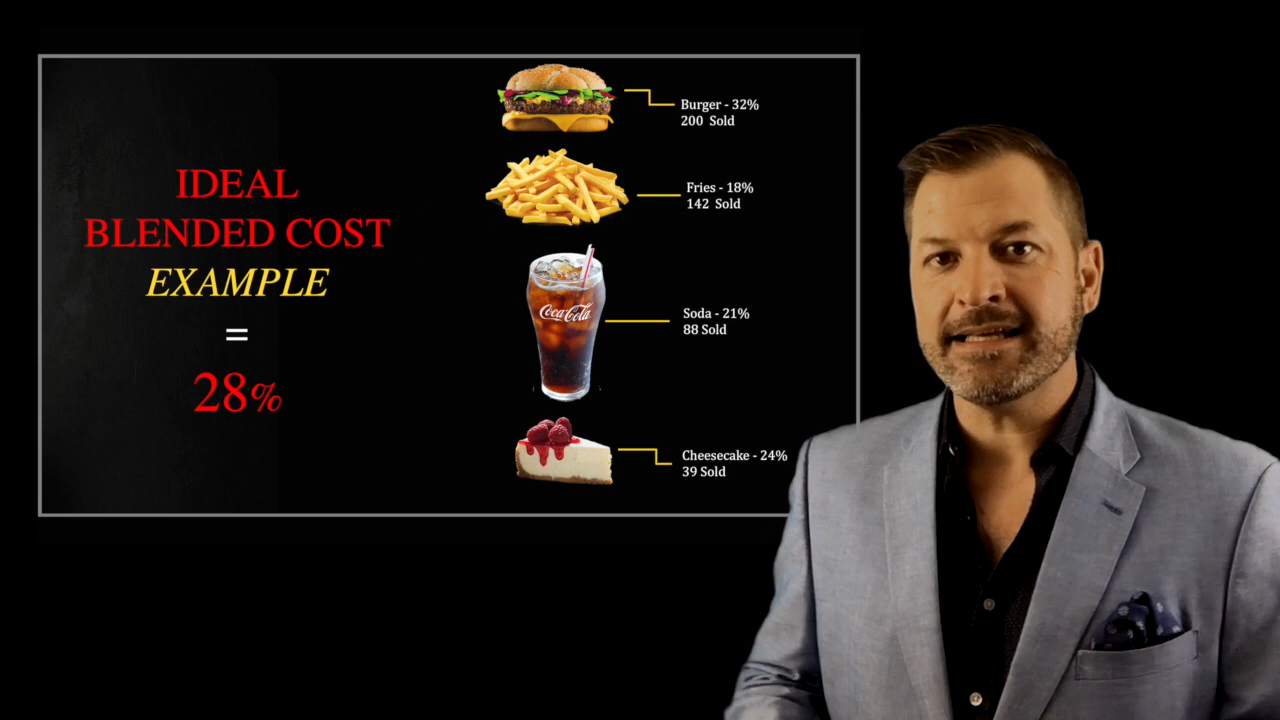 IDEAL
BLENDED COST
EXAMPLE
=
28%
Burger - 32%
200 Sold
Fries - 18%
142 Sold
Coca-Cola
Soda - 21%
88 Sold
Cheesecake - 24%
39 Sold